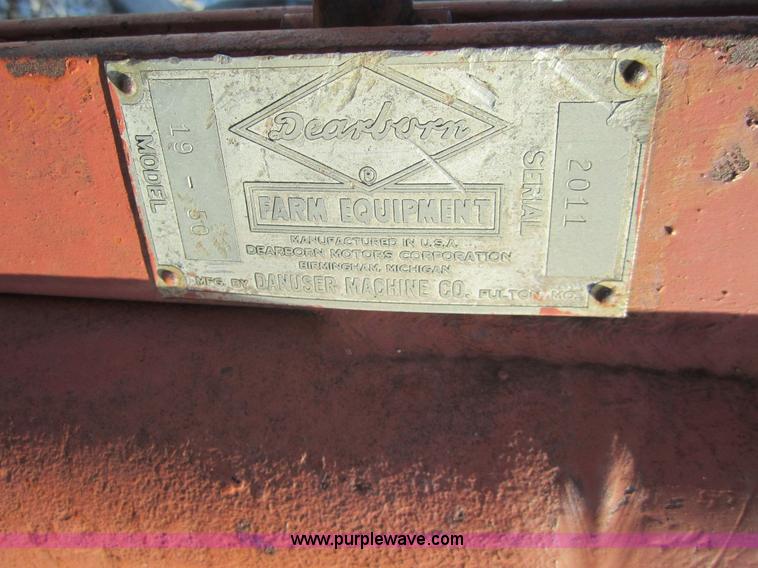 Dearborn
®
FARM EQUIPMENT
MANUFACTURED IN U.S.A.
DEARBORN MOTORS CORPORATION
BIRMINGHAM, MICHIGAN
MFG. BY DANUSER MACHINE CO. FULTON, MO.
MODEL
19-50
SERIAL
2011
www.purplewave.com